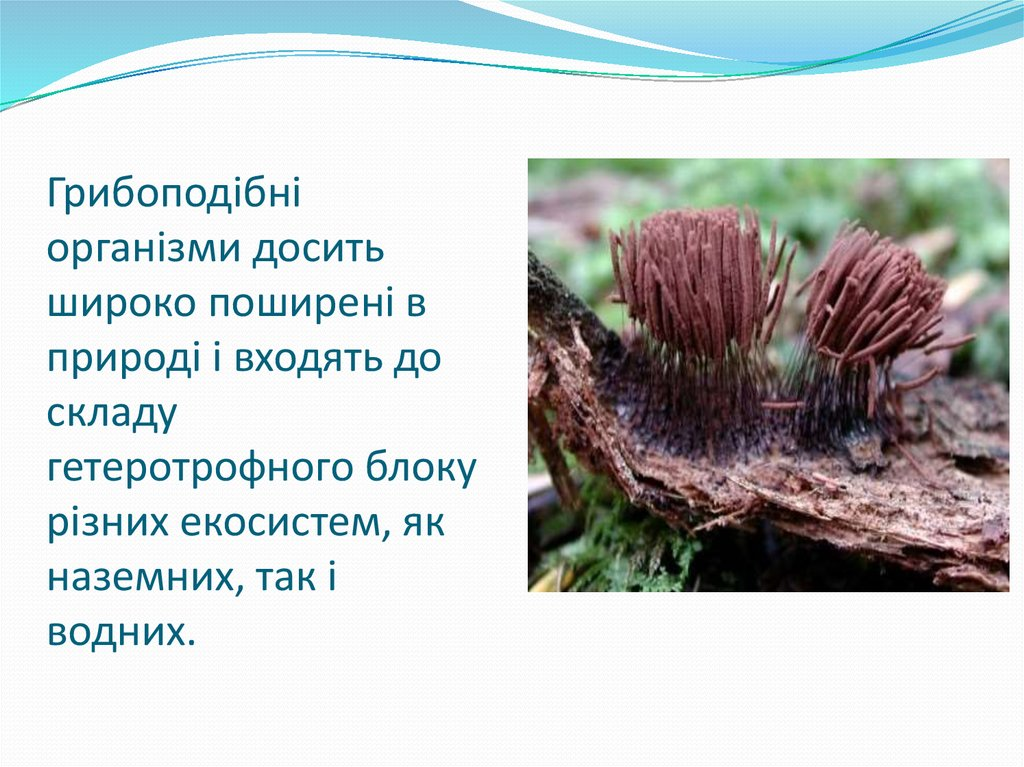 Грибоподібні
організми досить
широко поширені в
природі і входять до
складу
гетеротрофного блоку
різних екосистем, як
наземних, так і
водних.